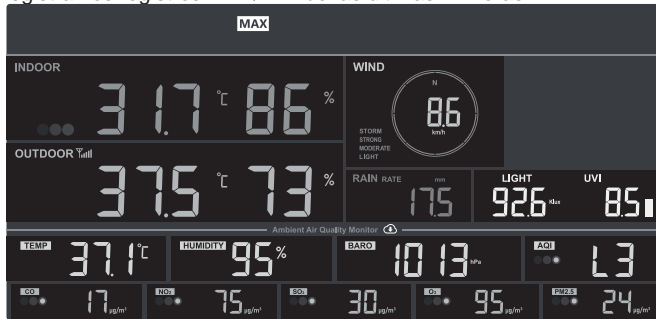 MAX
INDOOR
31.7 °C 86 %
WIND
N
8.6
km/h
STORM
STRONG
MODERATE
LIGHT
OUTDOOR
37.5 °C 73 %
RAIN RATE mm
17.5
LIGHT
92.6 Klux
UVI
8.5
Ambient Air Quality Monitor
TEMP
37.1 °C
HUMIDITY
95 %
BARO
1013 hPa
AQI
L3
CO
17 µg/m³
NO₂
75 µg/m³
SO₂
30 µg/m³
O₃
95 µg/m³
PM2.5
24 µg/m³